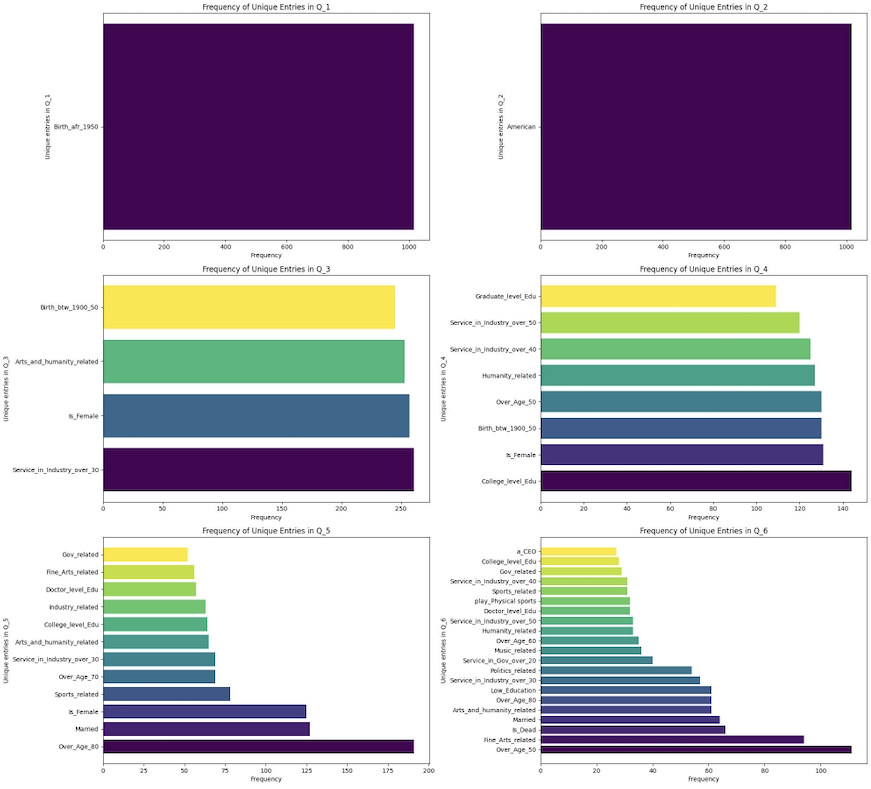 Frequency of Unique Entries in Q_1
Unique entries in Q_1
Birth_afr_1950
0 200 400 600 800 1000
Frequency
Frequency of Unique Entries in Q_2
Unique entries in Q_2
American
0 200 400 600 800 1000
Frequency
Frequency of Unique Entries in Q_3
Unique entries in Q_3
Birth_btw_1900_50
Arts_and_humanity_related
Is_Female
Service_in_Industry_over_30
0 50 100 150 200 250
Frequency
Frequency of Unique Entries in Q_4
Unique entries in Q_4
Graduate_level_Edu
Service_in_Industry_over_50
Service_in_Industry_over_40
Humanity_related
Over_Age_50
Birth_btw_1900_50
Is_Female
College_level_Edu
0 20 40 60 80 100 120 140
Frequency
Frequency of Unique Entries in Q_5
Unique entries in Q_5
Gov_related
Fine_Arts_related
Doctor_level_Edu
Industry_related
College_level_Edu
Arts_and_humanity_related
Service_in_Industry_over_30
Over_Age_70
Sports_related
Is_Female
Married
Over_Age_80
0 25 50 75 100 125 150 175 200
Frequency
Frequency of Unique Entries in Q_6
Unique entries in Q_6
a_CEO
College_level_Edu
Gov_related
Service_in_Industry_over_40
Sports_related
play_Physical sports
Doctor_level_Edu
Service_In_Industry_over_50
Humanity_related
Over_Age_60
Music_related
Service_in_Gov_over_20
Politics_related
Service_in_Industry_over_30
Low_Education
Over_Age_80
Arts_and_humanity_related
Married
Is_Dead
Fine_Arts_related
Over_Age_50
0 20 40 60 80 100
Frequency